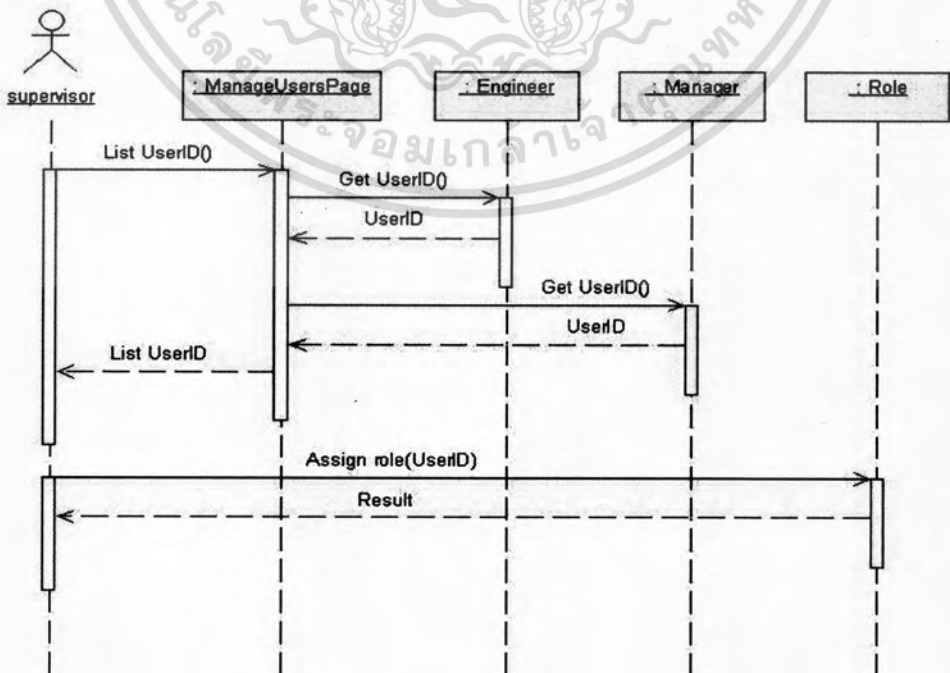 supervisor
: ManageUsersPage
: Engineer
: Manager
: Role
List UserID()
Get UserID()
UserID
Get UserID()
UserID
List UserID
Assign role(UserID)
Result